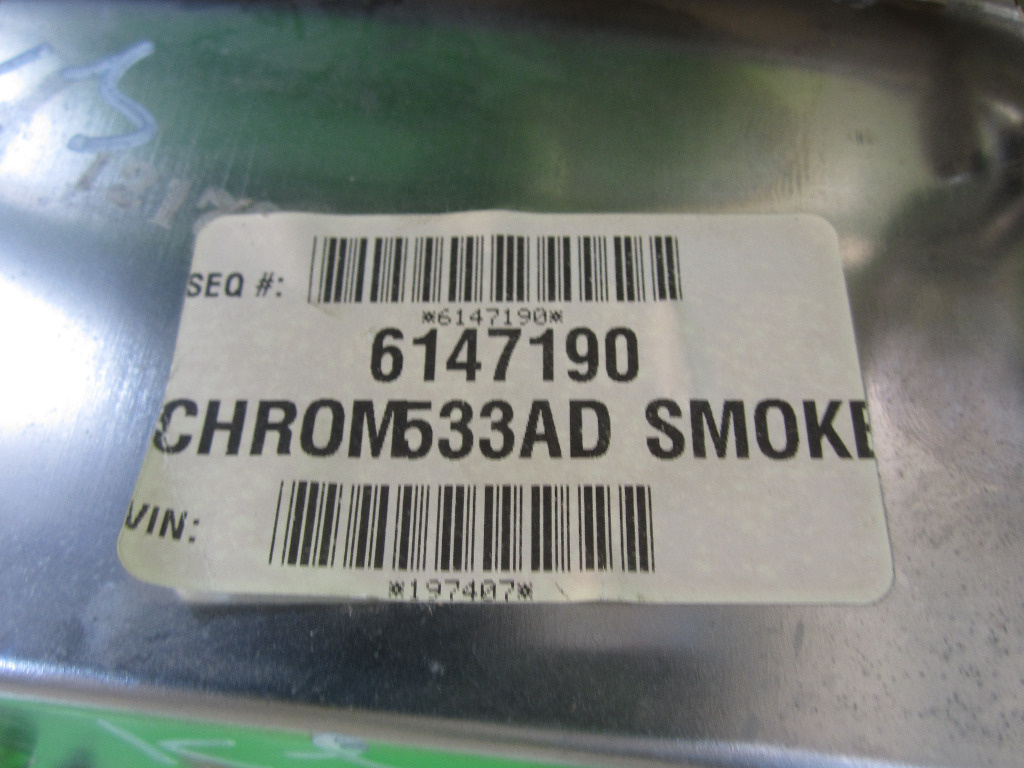 SEQ #:
*6147190*
6147190
CHROM533AD SMOKE
VIN:
*197407*